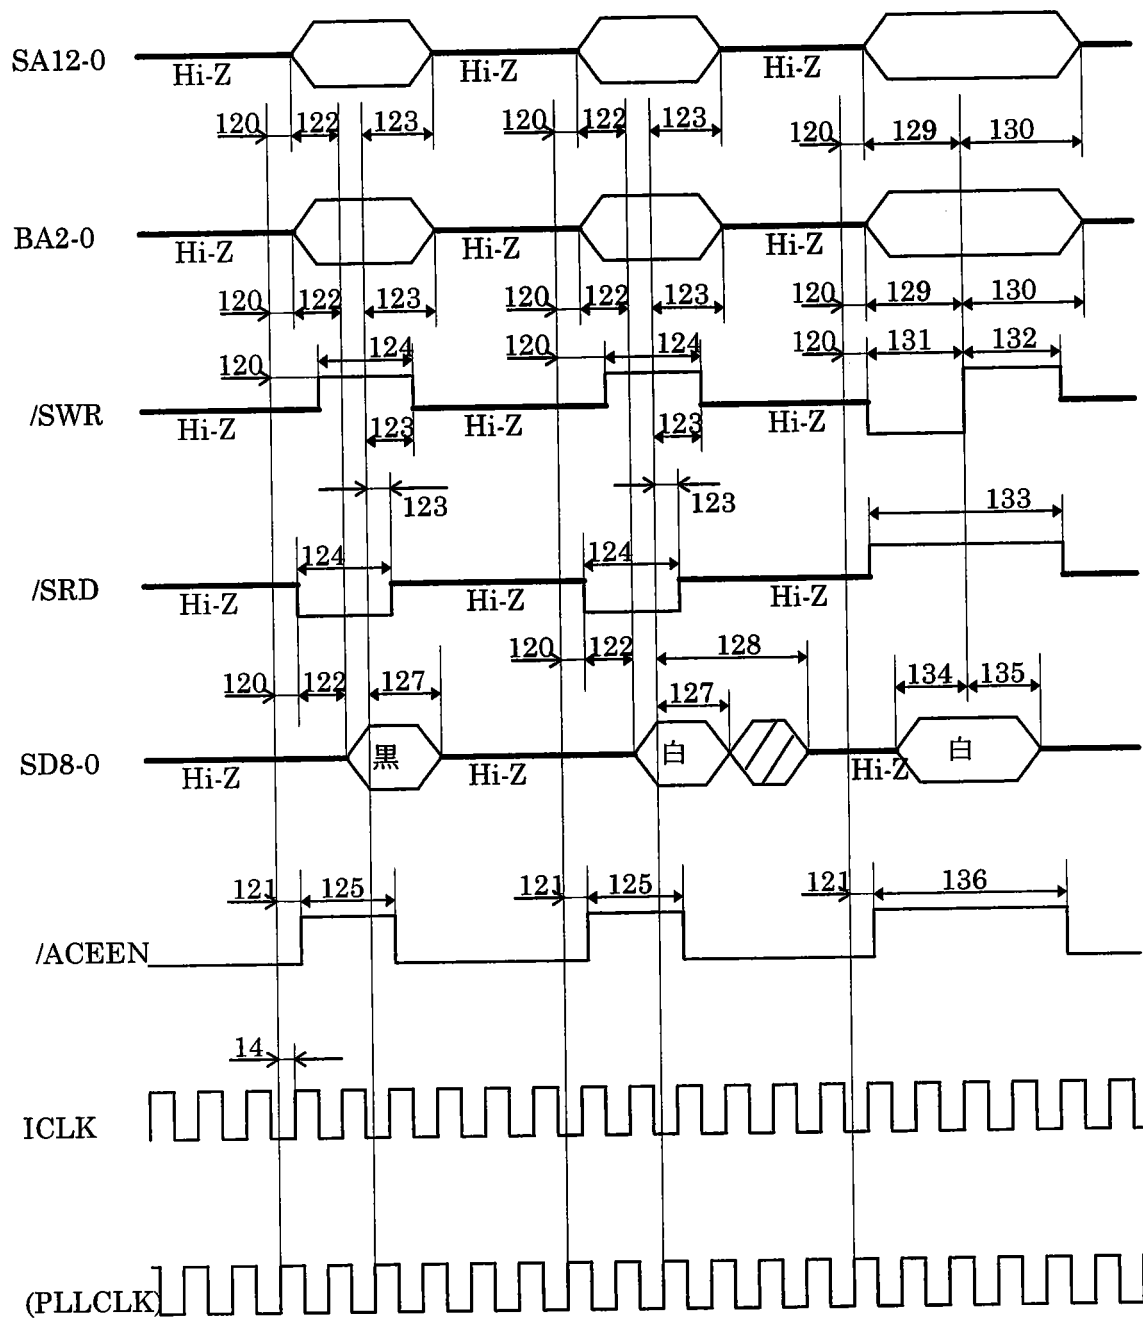 SA12-0
Hi-Z Hi-Z Hi-Z
120 122 123 120 122 123 120 129 130
BA2-0
Hi-Z Hi-Z Hi-Z
120 122 123 120 122 123 120 129 130
120 124 120 124 120 131 132
/SWR
Hi-Z Hi-Z Hi-Z
123 123
123 123
124 124 133
/SRD
Hi-Z Hi-Z Hi-Z
120 122 128
120 122 127 127 134 135
SD8-0
黒 白 白
Hi-Z Hi-Z Hi-Z
121 125 121 125 121 136
/ACEEN
14
ICLK
(PLLCLK)